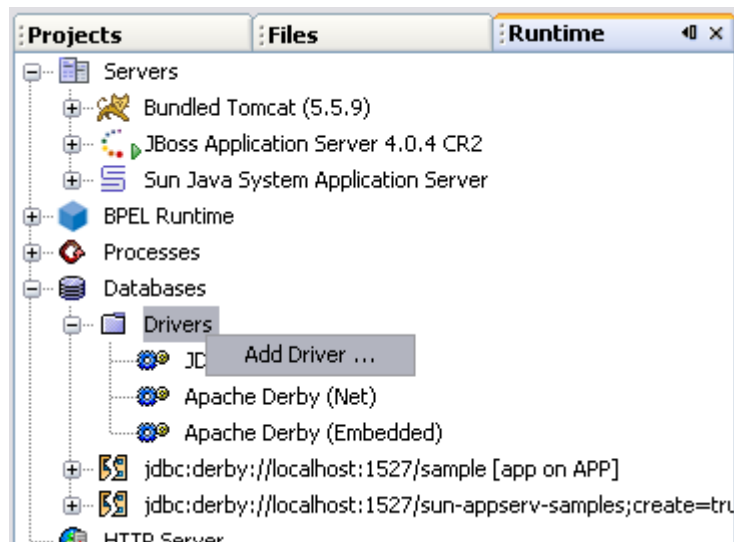 Projects Files Runtime
Servers
Bundled Tomcat (5.5.9)
JBoss Application Server 4.0.4 CR2
Sun Java System Application Server
BPEL Runtime
Processes
Databases
Drivers
Add Driver ...
Apache Derby (Net)
Apache Derby (Embedded)
jdbc:derby://localhost:1527/sample [app on APP]
jdbc:derby://localhost:1527/sun-appserv-samples;create=tru
HTTP Server